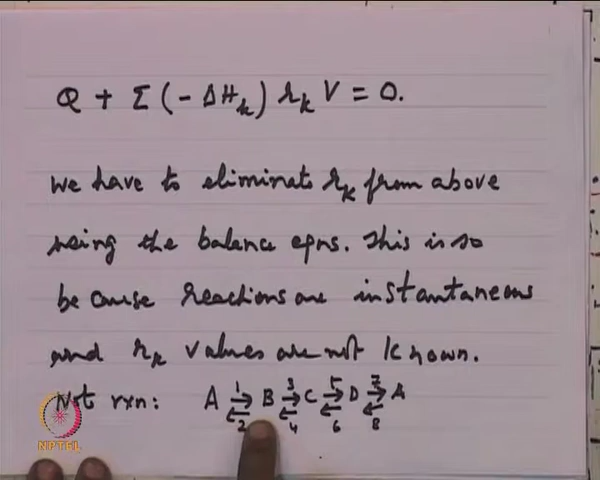 Q + Σ (-ΔH_k) r_k V = 0.
We have to eliminate r_k from above
using the balance eqns. This is so
because reactions are instantaneous
and r_k values are not known.
Net rxn: A ⇌ B ⇌ C ⇌ D ⇌ A
1 3 5 7
2 4 6 8
NPTEL